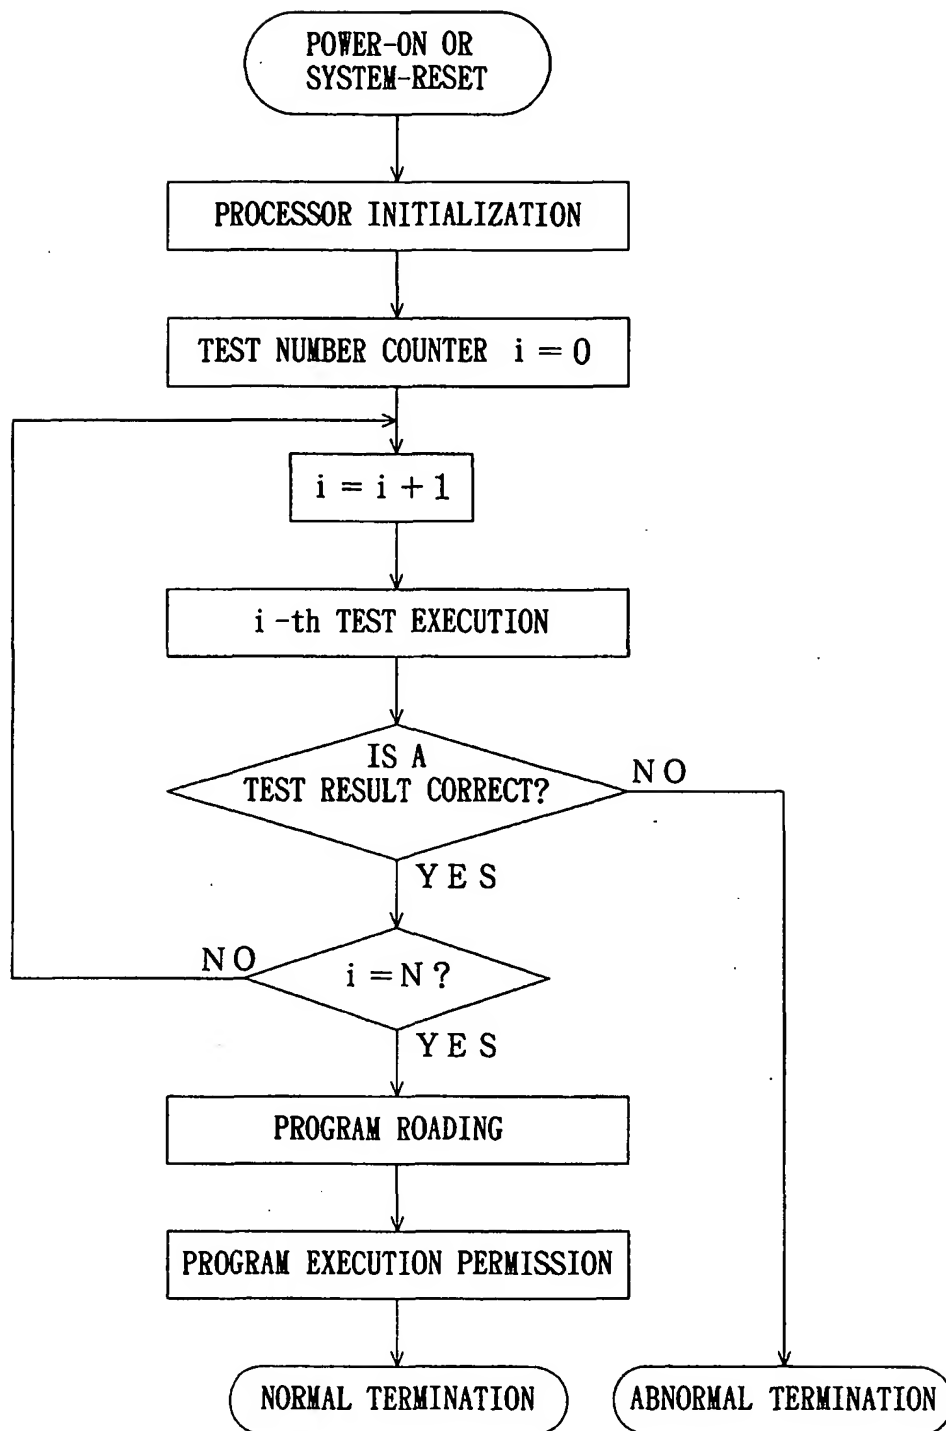 POWER-ON OR
SYSTEM-RESET
PROCESSOR INITIALIZATION
TEST NUMBER COUNTER i = 0
i = i + 1
i-th TEST EXECUTION
IS A
TEST RESULT CORRECT?
NO
YES
NO
i = N ?
YES
PROGRAM ROADING
PROGRAM EXECUTION PERMISSION
NORMAL TERMINATION
ABNORMAL TERMINATION